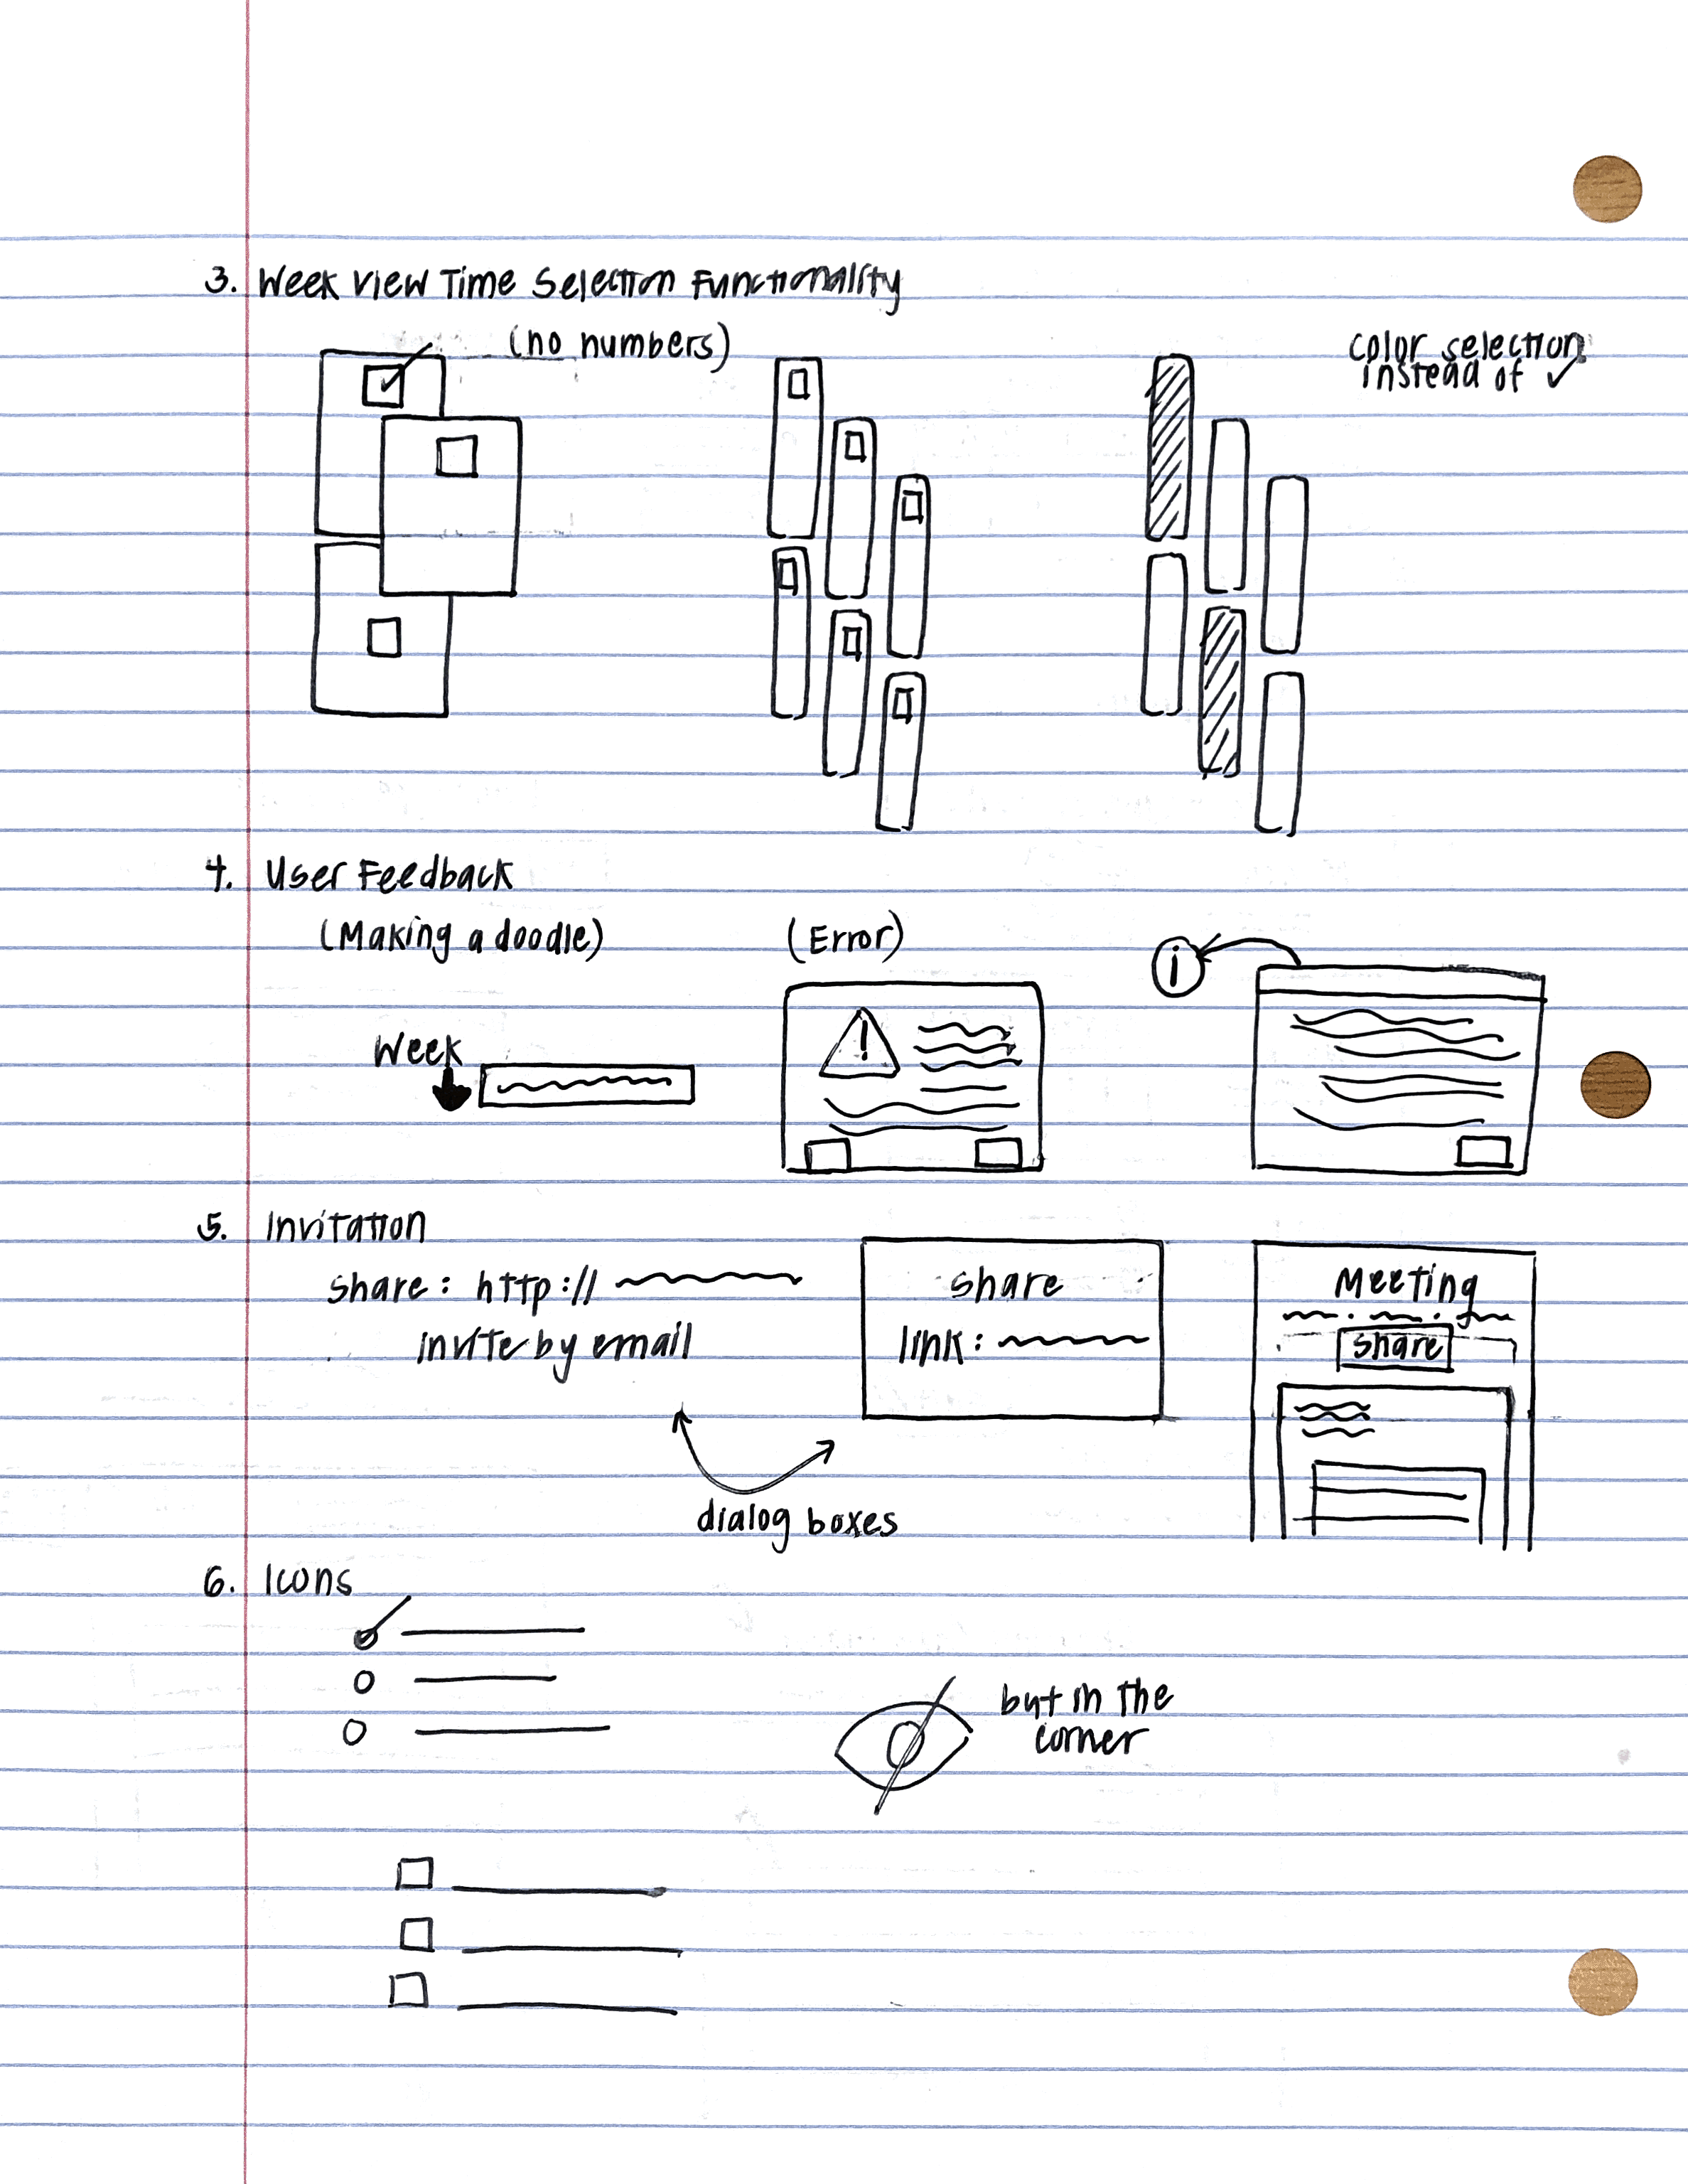 3. Week View Time Selection Functionality
(no numbers)
color selection
instead of ✓
4. User Feedback
(Making a doodle)
(Error)
i
Week
!
5. Invitation
share: http://
invite by email
share
link:
Meeting
share
dialog boxes
6. Icons
but in the
corner